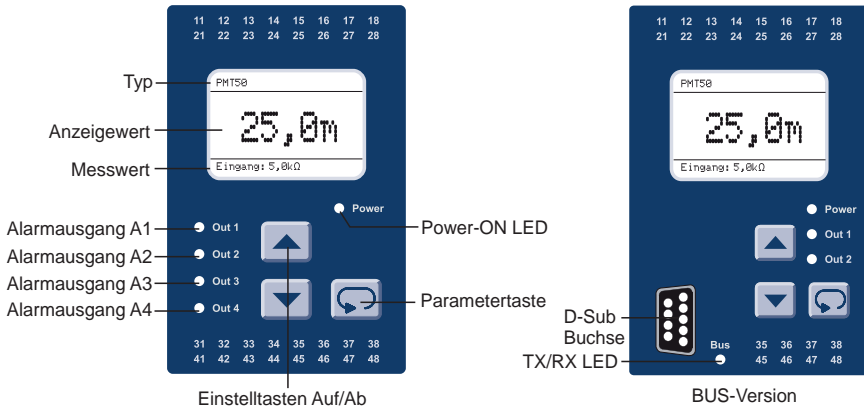 11 12 13 14 15 16 17 18
21 22 23 24 25 26 27 28
Typ
PMT50
Anzeigewert
25,0m
Messwert
Eingang: 5,0kΩ
Power
Power-ON LED
Alarmausgang A1
Out 1
Alarmausgang A2
Out 2
Alarmausgang A3
Out 3
Alarmausgang A4
Out 4
Parametertaste
31 32 33 34 35 36 37 38
41 42 43 44 45 46 47 48
Einstelltasten Auf/Ab
11 12 13 14 15 16 17 18
21 22 23 24 25 26 27 28
PMT50
25,0m
Eingang: 5,0kΩ
Power
Out 1
Out 2
D-Sub
Buchse
TX/RX LED
Bus
35 36 37 38
45 46 47 48
BUS-Version